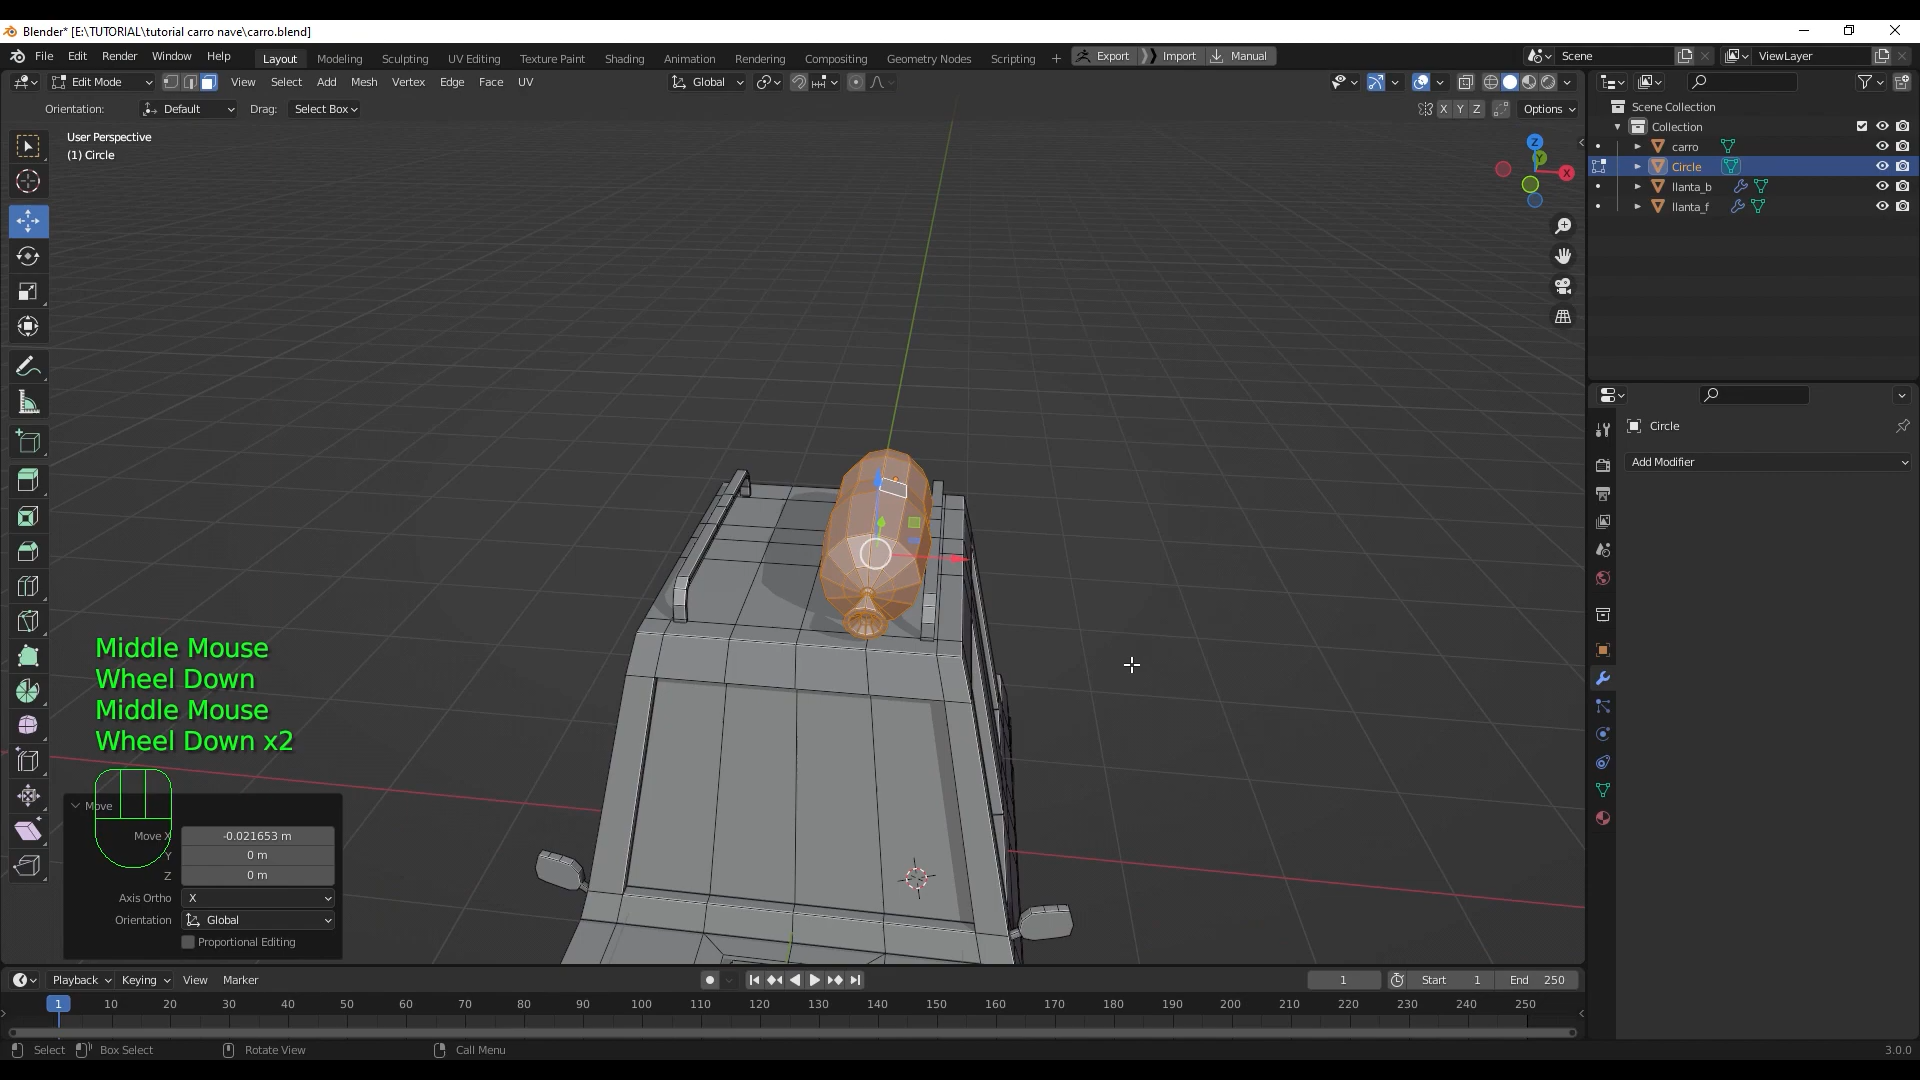 Blender* [E:\TUTORIAL\tutorial carro nave\carro.blend]
File Edit Render Window Help Layout Modeling Sculpting UV Editing Texture Paint Shading Animation Rendering Compositing Geometry Nodes Scripting + Export Import Manual Scene ViewLayer
Edit Mode View Select Add Mesh Vertex Edge Face UV Global
Orientation: Default Drag: Select Box X Y Z Options
User Perspective
(1) Circle
Z
Y
X
Scene Collection
Collection
carro
Circle
llanta_b
llanta_f
Circle
Add Modifier
Middle Mouse
Wheel Down
Middle Mouse
Wheel Down x2
Move
Move X -0.021653 m
Y 0 m
Z 0 m
Axis Ortho X
Orientation Global
Proportional Editing
Playback Keying View Marker 1 Start 1 End 250
1 10 20 30 40 50 60 70 80 90 100 110 120 130 140 150 160 170 180 190 200 210 220 230 240 250
Select Box Select Rotate View Call Menu 3.0.0